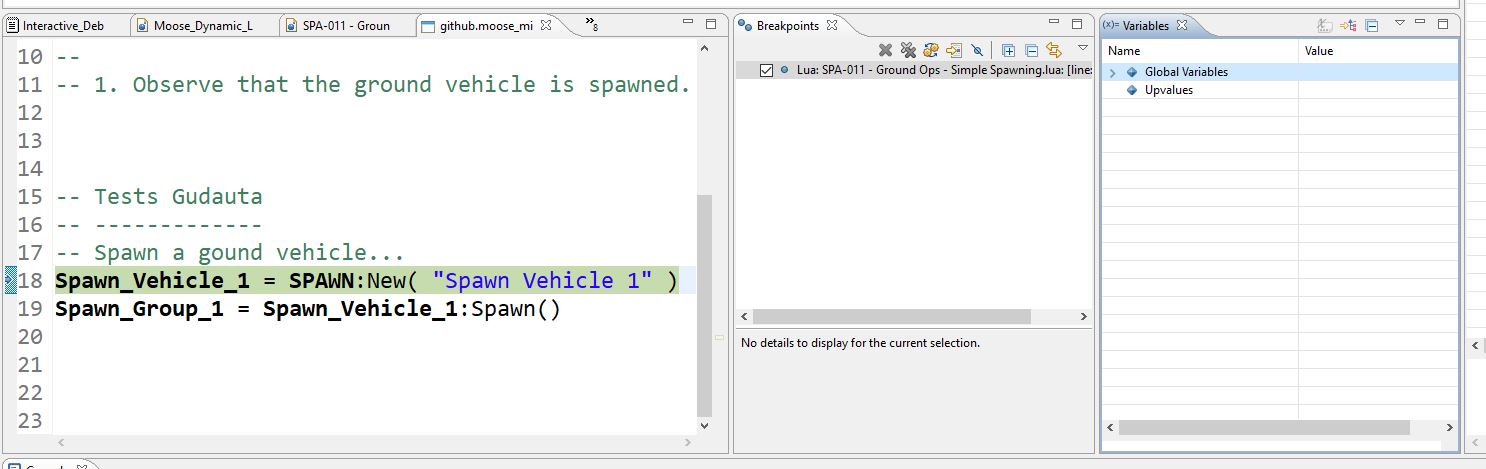 Interactive_Deb
Moose_Dynamic_L
SPA-011 - Groun
github.moose_mi
8
10 --
11 -- 1. Observe that the ground vehicle is spawned.
12
13
14
15 -- Tests Gudauta
16 -- -------------
17 -- Spawn a gound vehicle...
18 Spawn_Vehicle_1 = SPAWN:New( "Spawn Vehicle 1" )
19 Spawn_Group_1 = Spawn_Vehicle_1:Spawn()
20
21
22
23
Breakpoints
Lua: SPA-011 - Ground Ops - Simple Spawning.lua: [line:
No details to display for the current selection.
(x)= Variables
Name Value
Global Variables
Upvalues